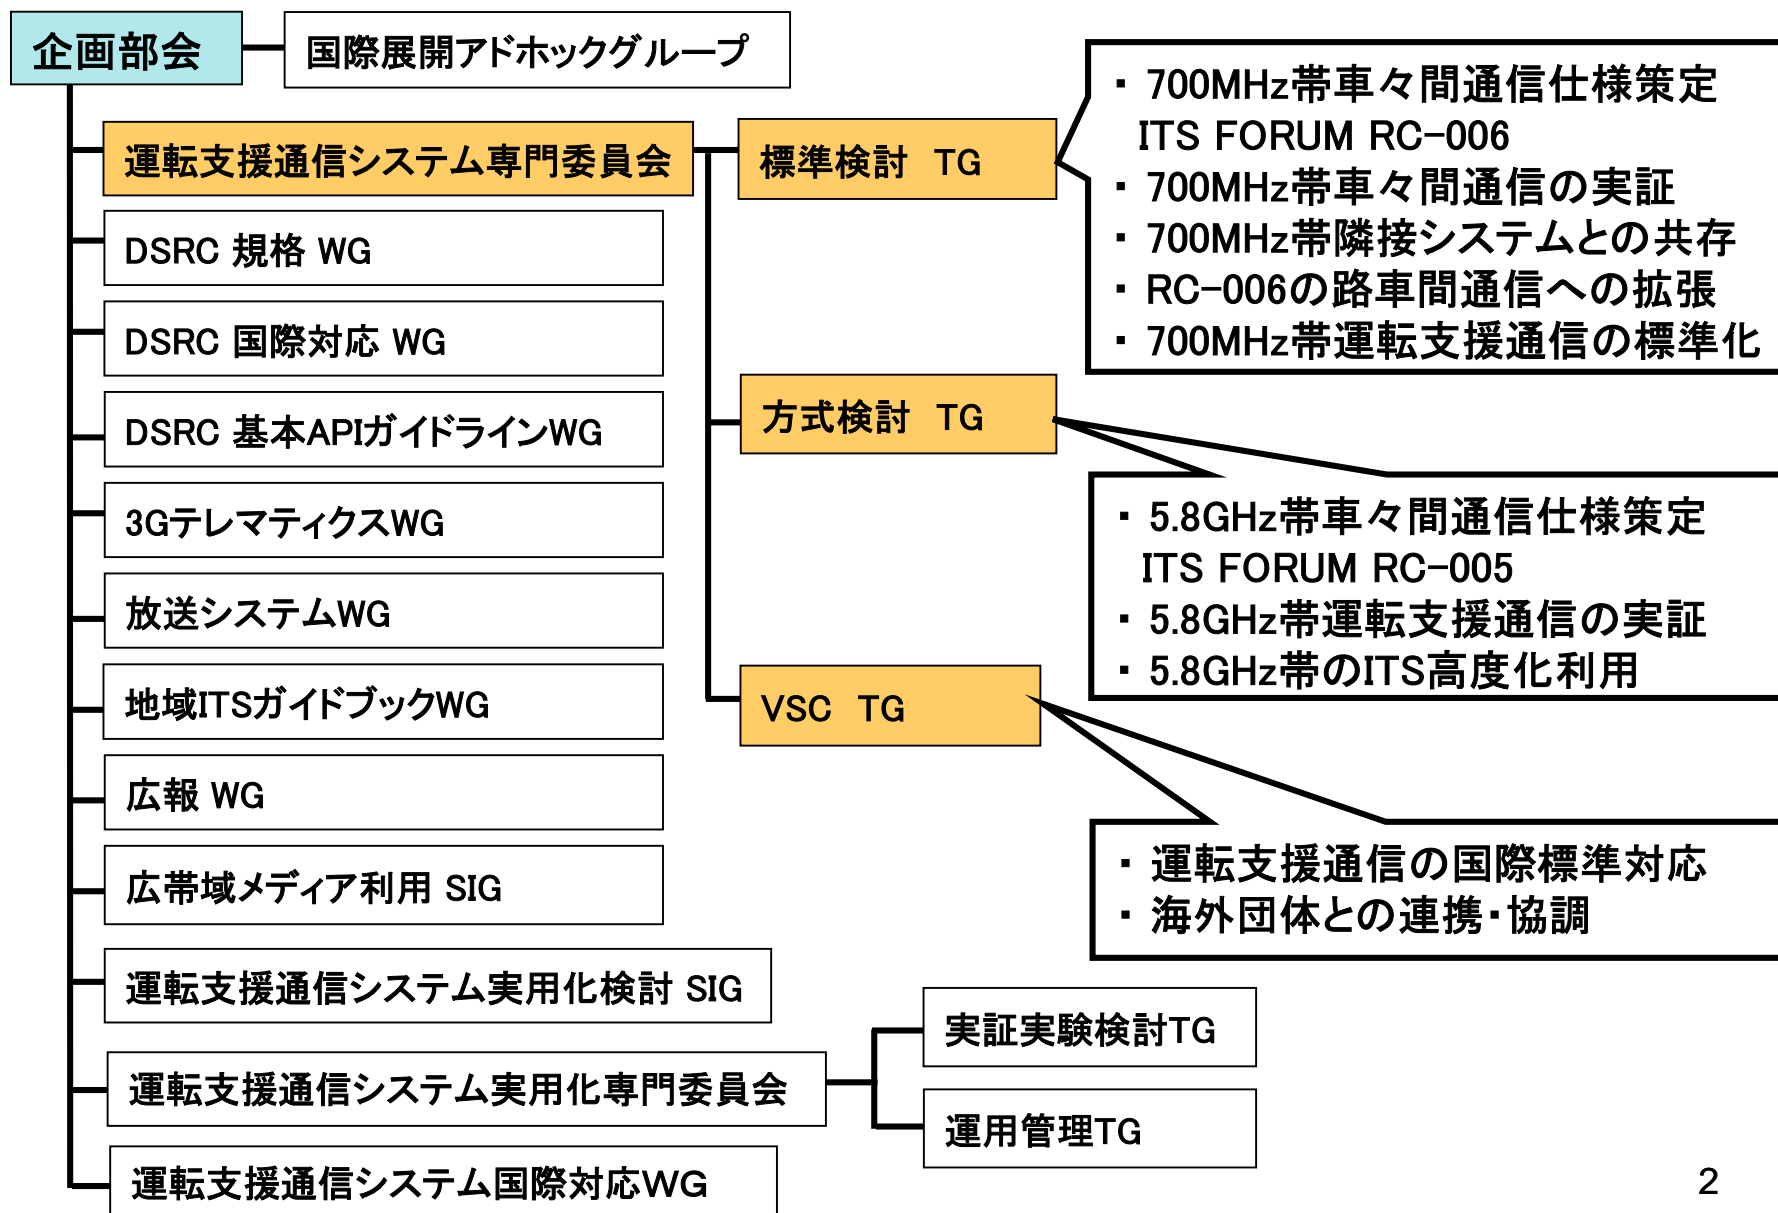 企画部会
国際展開アドホックグループ
運転支援通信システム専門委員会
DSRC 規格 WG
DSRC 国際対応 WG
DSRC 基本APIガイドラインWG
3GテレマティクスWG
放送システムWG
地域ITSガイドブックWG
広報 WG
広帯域メディア利用 SIG
運転支援通信システム実用化検討 SIG
運転支援通信システム実用化専門委員会
運転支援通信システム国際対応WG
標準検討 TG
・ 700MHz帯車々間通信仕様策定
ITS FORUM RC-006
・ 700MHz帯車々間通信の実証
・ 700MHz帯隣接システムとの共存
・ RC-006の路車間通信への拡張
・ 700MHz帯運転支援通信の標準化
方式検討 TG
・ 5.8GHz帯車々間通信仕様策定
ITS FORUM RC-005
・ 5.8GHz帯運転支援通信の実証
・ 5.8GHz帯のITS高度化利用
VSC TG
・ 運転支援通信の国際標準対応
・ 海外団体との連携・協調
実証実験検討TG
運用管理TG
2